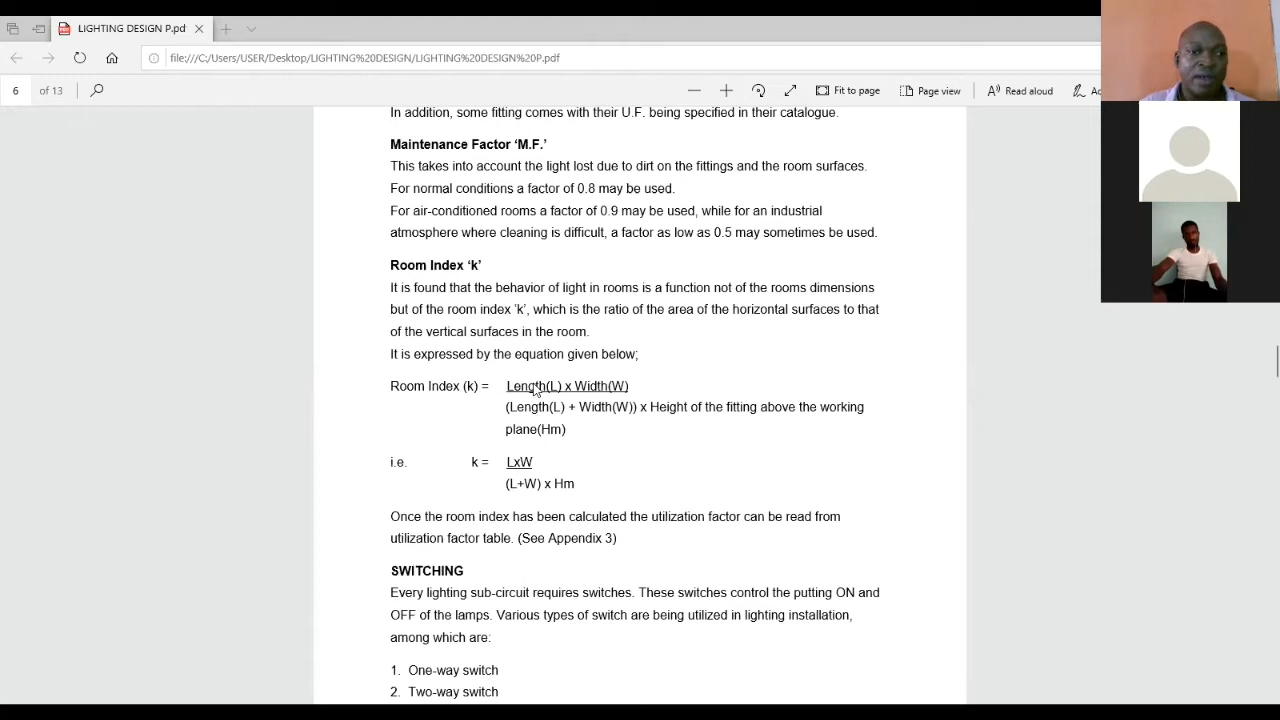 LIGHTING DESIGN P.pdf
file:///C:/Users/USER/Desktop/LIGHTING%20DESIGN/LIGHTING%20DESIGN%20P.pdf
6 of 13 Fit to page Page view Read aloud
In addition, some fitting comes with their U.F. being specified in their catalogue.
Maintenance Factor ‘M.F.’
This takes into account the light lost due to dirt on the fittings and the room surfaces.
For normal conditions a factor of 0.8 may be used.
For air-conditioned rooms a factor of 0.9 may be used, while for an industrial
atmosphere where cleaning is difficult, a factor as low as 0.5 may sometimes be used.
Room Index ‘k’
It is found that the behavior of light in rooms is a function not of the rooms dimensions
but of the room index ’k’, which is the ratio of the area of the horizontal surfaces to that
of the vertical surfaces in the room.
It is expressed by the equation given below;
Room Index (k) = Length(L) x Width(W)
(Length(L) + Width(W)) x Height of the fitting above the working
plane(Hm)
i.e. k = LxW
(L+W) x Hm
Once the room index has been calculated the utilization factor can be read from
utilization factor table. (See Appendix 3)
SWITCHING
Every lighting sub-circuit requires switches. These switches control the putting ON and
OFF of the lamps. Various types of switch are being utilized in lighting installation,
among which are:
1. One-way switch
2. Two-way switch